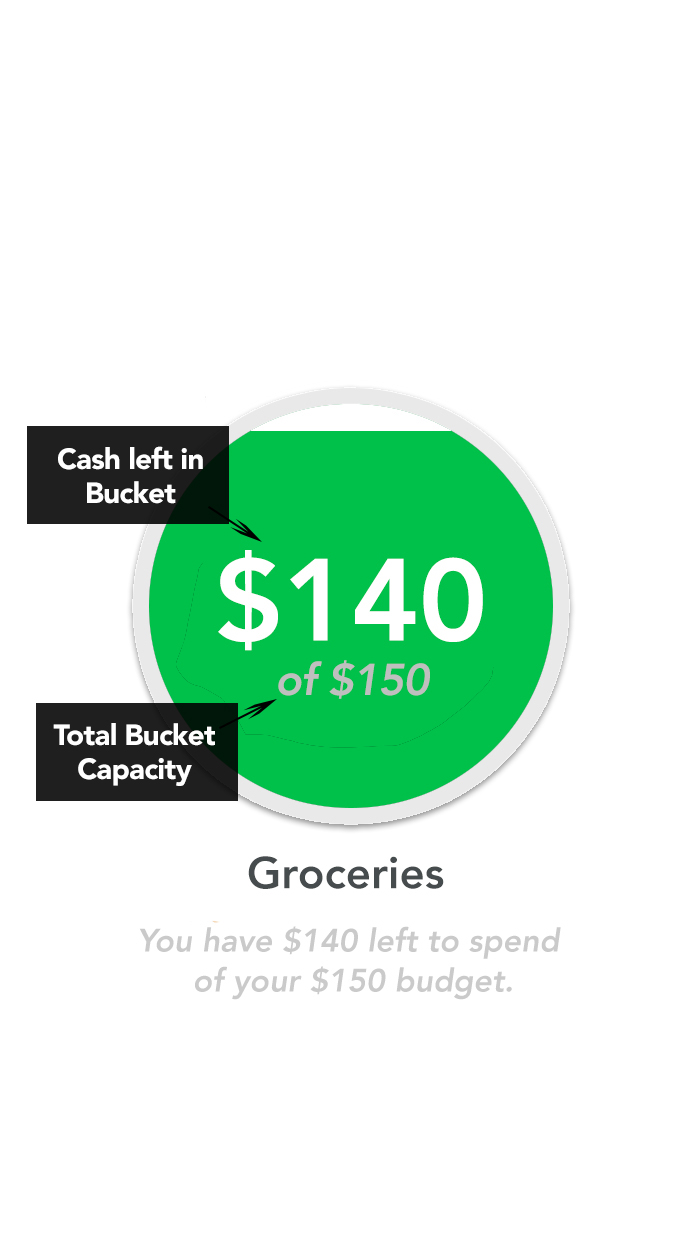 Cash left in
Bucket
$140
of $150
Total Bucket
Capacity
Groceries
You have $140 left to spend
of your $150 budget.